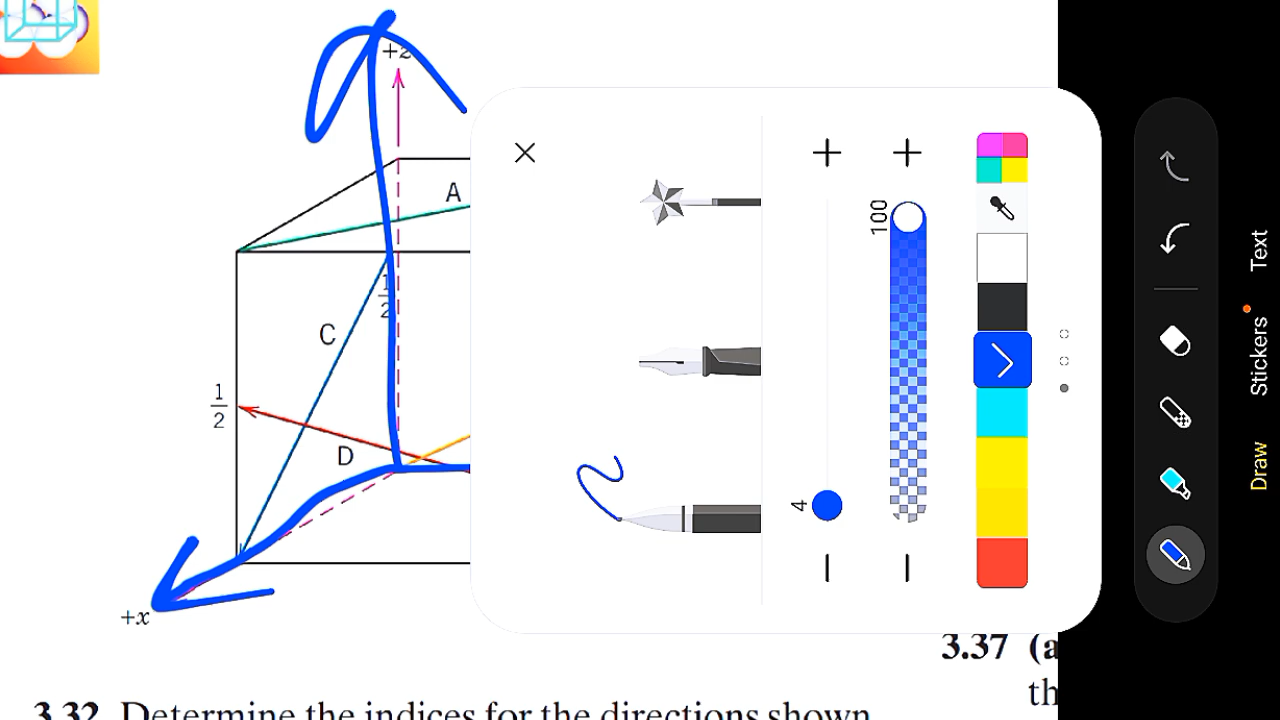 +z
A
1
2
C
1
2
D
+x
3.37 (a
th
3.32 Determine the indices for the directions shown
100
4
Text
Stickers
Draw